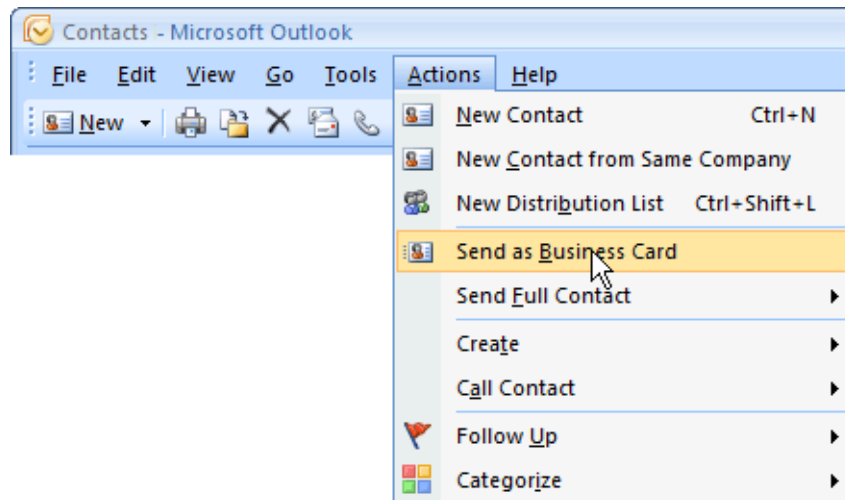 Contacts - Microsoft Outlook
File Edit View Go Tools Actions Help
New
New Contact Ctrl+N
New Contact from Same Company
New Distribution List Ctrl+Shift+L
Send as Business Card
Send Full Contact
Create
Call Contact
Follow Up
Categorize